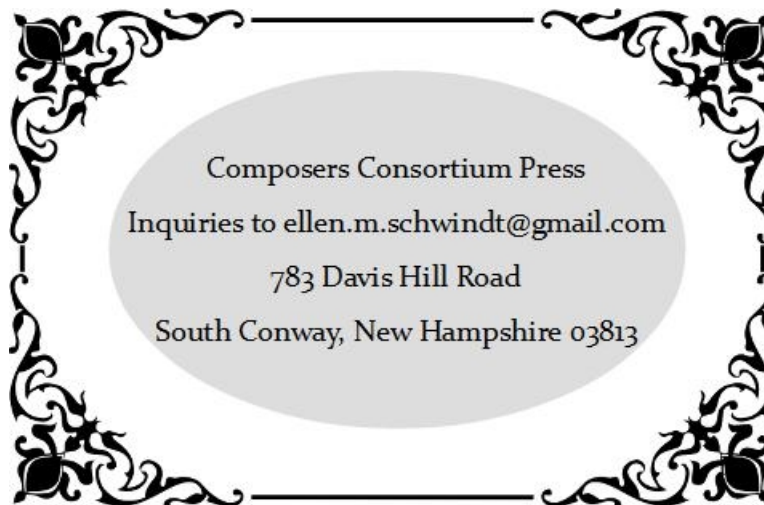 Composers Consortium Press
Inquiries to ellen.m.schwindt@gmail.com
783 Davis Hill Road
South Conway, New Hampshire 03813